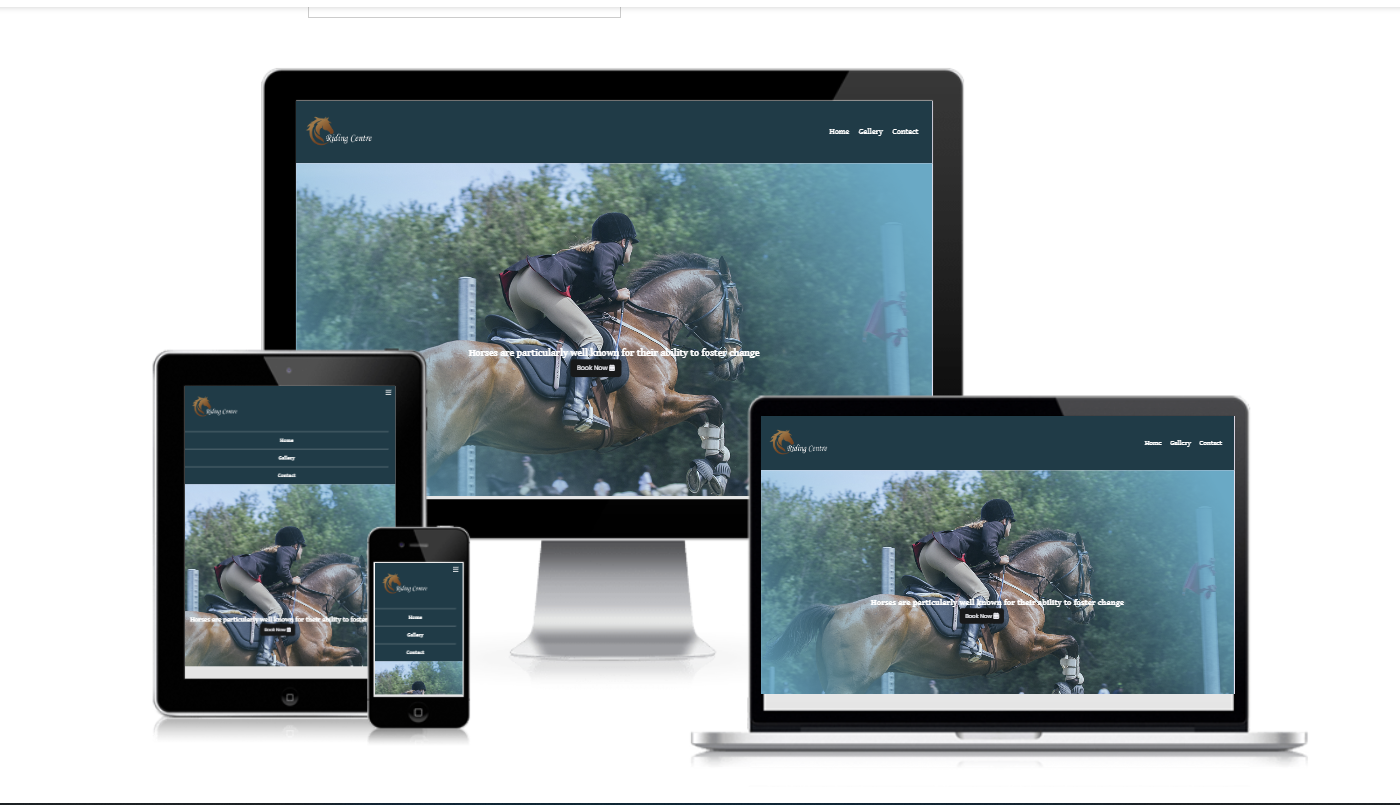 Riding Centre
Home Gallery Contact
Horses are particularly well known for their ability to foster change
Book Now
Riding Centre
Home
Gallery
Contact
Horses are particularly well known for their ability to foster
Book Now
Riding Centre
Home
Gallery
Contact
Riding Centre
Home Gallery Contact
Horses are particularly well known for their ability to foster change
Book Now